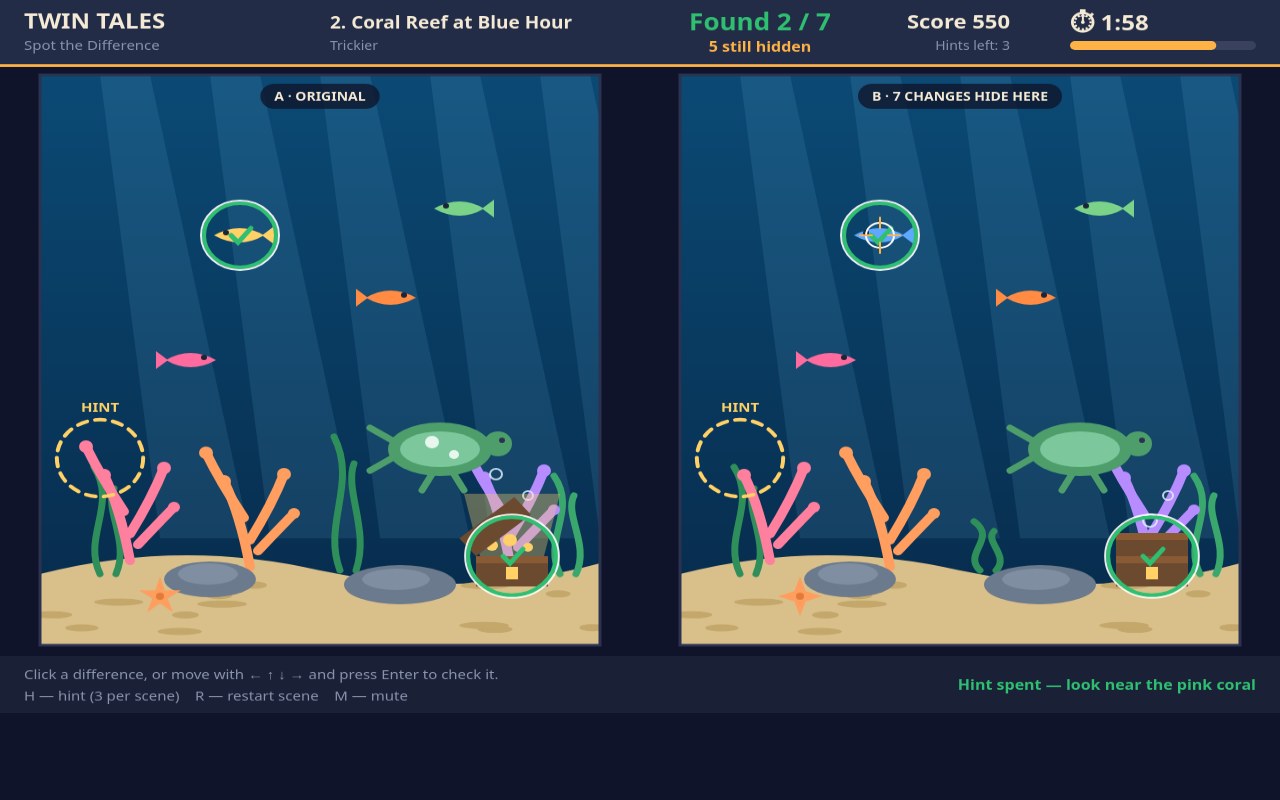 TWIN TALES
Spot the Difference
2. Coral Reef at Blue Hour
Trickier
Found 2 / 7
5 still hidden
Score 550
Hints left: 3
⏱ 1:58
A · ORIGINAL
B · 7 CHANGES HIDE HERE
HINT
HINT
Click a difference, or move with ← ↑ ↓ → and press Enter to check it.
H — hint (3 per scene) R — restart scene M — mute
Hint spent — look near the pink coral